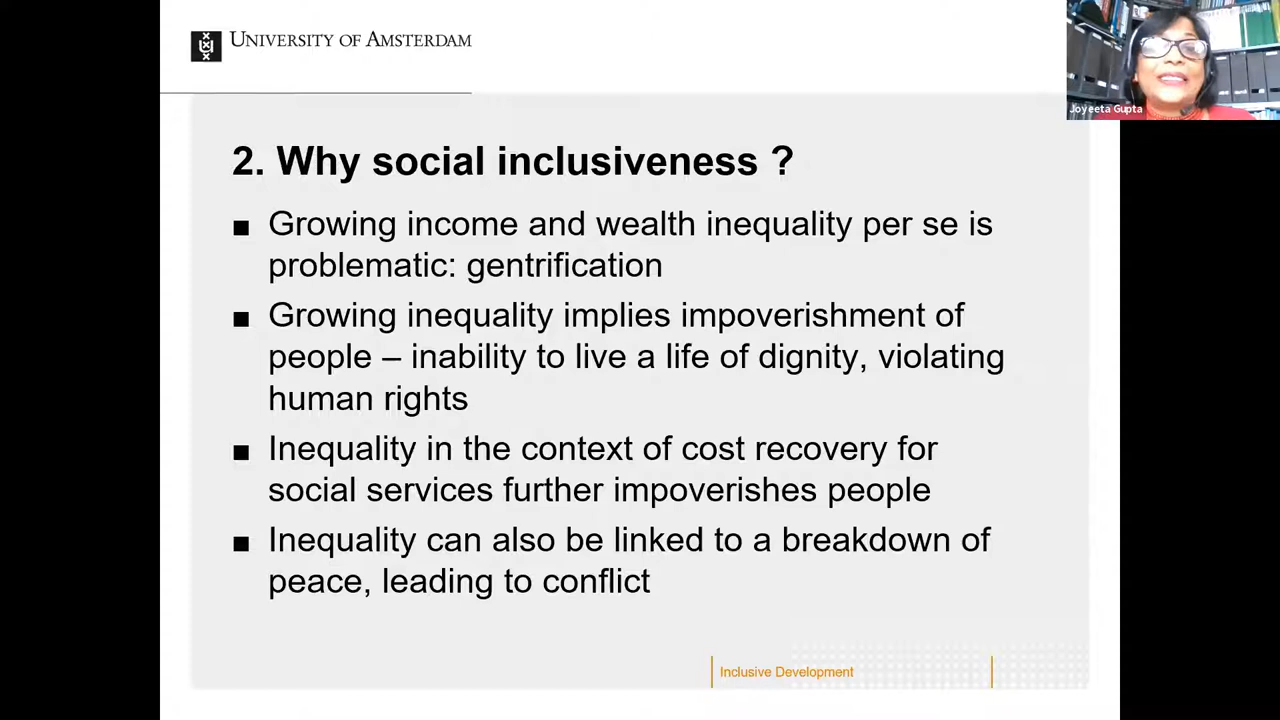 UNIVERSITY OF AMSTERDAM
Joyeeta Gupta
2. Why social inclusiveness ?
■ Growing income and wealth inequality per se is
problematic: gentrification
■ Growing inequality implies impoverishment of
people – inability to live a life of dignity, violating
human rights
■ Inequality in the context of cost recovery for
social services further impoverishes people
■ Inequality can also be linked to a breakdown of
peace, leading to conflict
Inclusive Development